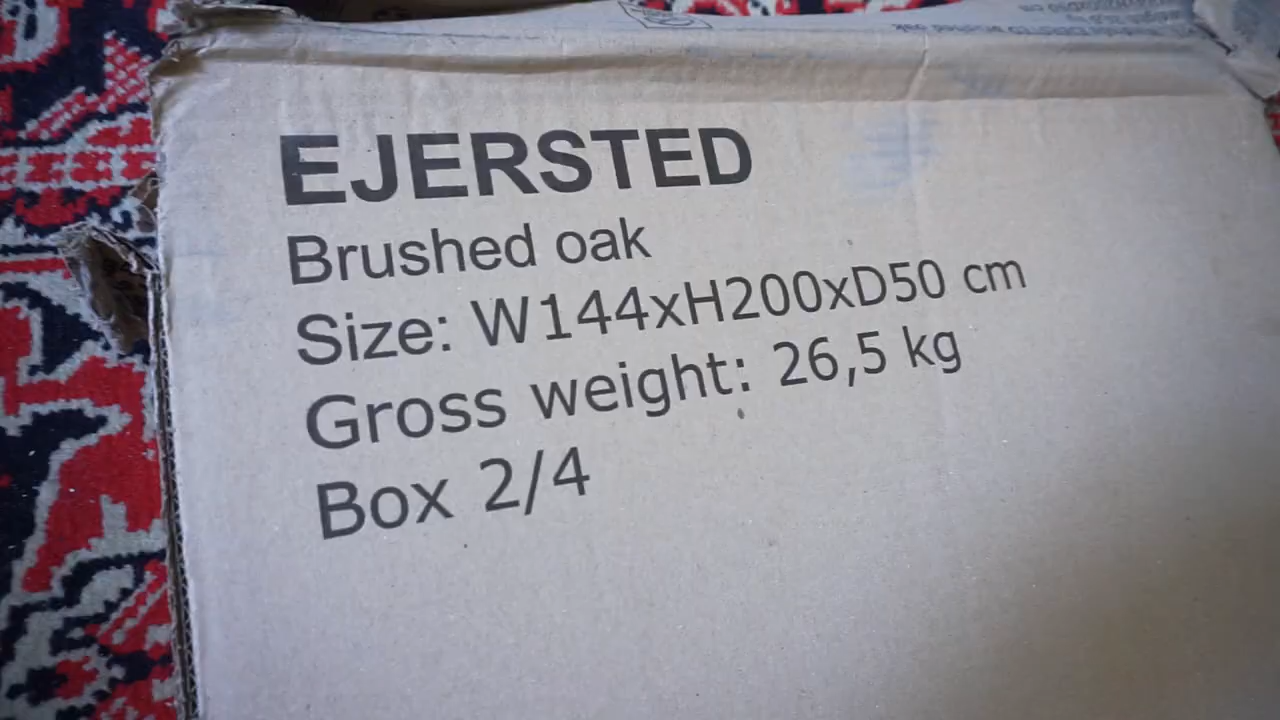 EJERSTED
Brushed oak
Size: W144xH200xD50 cm
Gross weight: 26,5 kg
Box 2/4